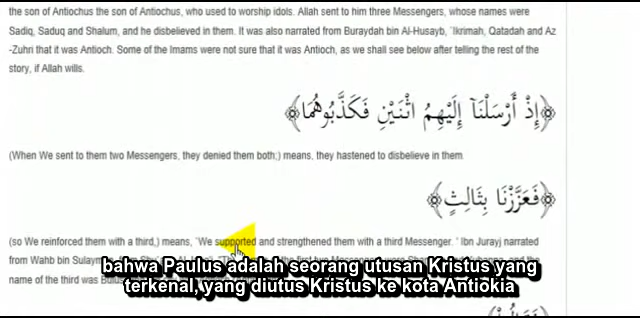 the son of Antiochus the son of Antiochus, who used to worship idols. Allah sent to him three Messengers, whose names were
Sadiq, Saduq and Shalum, and he disbelieved in them. It was also narrated from Buraydah bin Al-Husayb, `Ikrimah, Qatadah and Az
-Zuhri that it was Antioch. Some of the Imams were not sure that it was Antioch, as we shall see below after telling the rest of the
story, if Allah wills.
﴿إِذْ أَرْسَلْنَآ إِلَيْهِمُ اثْنَيْنِ فَكَذَّبُوهُمَا﴾
(When We sent to them two Messengers, they denied them both;) means, they hastened to disbelieve in them.
﴿فَعَزَّزْنَا بِثَالِثٍ﴾
(so We reinforced them with a third,) means, `We supported and strengthened them with a third Messenger. ' Ibn Jurayj narrated
from Wahb bin Sulayman,
bahwa Paulus adalah seorang utusan Kristus yang
name of the third was
terkenal, yang diutus Kristus ke kota Antiokia